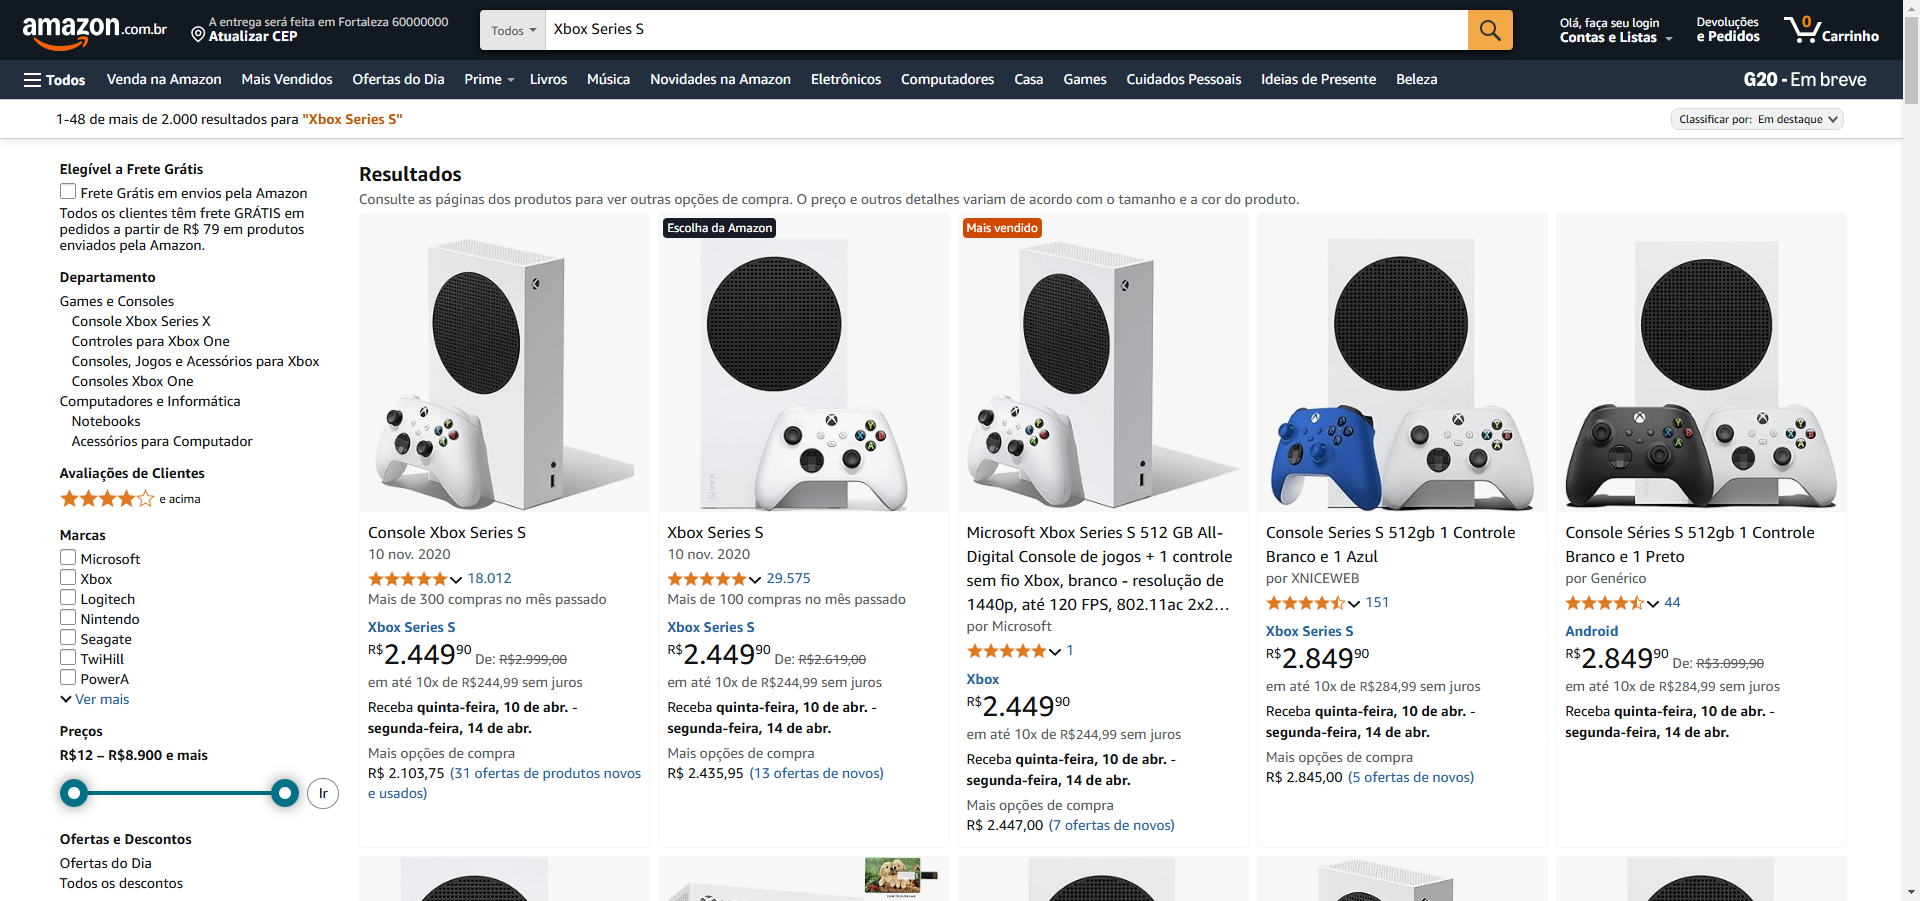 amazon.com.br
A entrega será feita em Fortaleza 60000000
Atualizar CEP
Todos
Xbox Series S
Olá, faça seu login
Contas e Listas
Devoluções
e Pedidos
0
Carrinho
Todos
Venda na Amazon
Mais Vendidos
Ofertas do Dia
Prime
Livros
Música
Novidades na Amazon
Eletrônicos
Computadores
Casa
Games
Cuidados Pessoais
Ideias de Presente
Beleza
G20 - Em breve
1-48 de mais de 2.000 resultados para "Xbox Series S"
Classificar por: Em destaque
Elegível a Frete Grátis
Frete Grátis em envios pela Amazon
Todos os clientes têm frete GRÁTIS em
pedidos a partir de R$ 79 em produtos
enviados pela Amazon.
Departamento
Games e Consoles
Console Xbox Series X
Controles para Xbox One
Consoles, Jogos e Acessórios para Xbox
Consoles Xbox One
Computadores e Informática
Notebooks
Acessórios para Computador
Avaliações de Clientes
e acima
Marcas
Microsoft
Xbox
Logitech
Nintendo
Seagate
TwiHill
PowerA
Ver mais
Preços
R$12 – R$8.900 e mais
Ir
Ofertas e Descontos
Ofertas do Dia
Todos os descontos
Resultados
Consulte as páginas dos produtos para ver outras opções de compra. O preço e outros detalhes variam de acordo com o tamanho e a cor do produto.
Console Xbox Series S
10 nov. 2020
18.012
Mais de 300 compras no mês passado
Xbox Series S
R$2.44990 De: R$2.999,00
em até 10x de R$244,99 sem juros
Receba quinta-feira, 10 de abr. -
segunda-feira, 14 de abr.
Mais opções de compra
R$ 2.103,75 (31 ofertas de produtos novos
e usados)
Escolha da Amazon
Xbox Series S
10 nov. 2020
29.575
Mais de 100 compras no mês passado
Xbox Series S
R$2.44990 De: R$2.619,00
em até 10x de R$244,99 sem juros
Receba quinta-feira, 10 de abr. -
segunda-feira, 14 de abr.
Mais opções de compra
R$ 2.435,95 (13 ofertas de novos)
Mais vendido
Microsoft Xbox Series S 512 GB All-
Digital Console de jogos + 1 controle
sem fio Xbox, branco - resolução de
1440p, até 120 FPS, 802.11ac 2x2…
por Microsoft
1
Xbox
R$2.44990
em até 10x de R$244,99 sem juros
Receba quinta-feira, 10 de abr. -
segunda-feira, 14 de abr.
Mais opções de compra
R$ 2.447,00 (7 ofertas de novos)
Console Series S 512gb 1 Controle
Branco e 1 Azul
por XNICEWEB
151
Xbox Series S
R$2.84990
em até 10x de R$284,99 sem juros
Receba quinta-feira, 10 de abr. -
segunda-feira, 14 de abr.
Mais opções de compra
R$ 2.845,00 (5 ofertas de novos)
Console Séries S 512gb 1 Controle
Branco e 1 Preto
por Genérico
44
Android
R$2.84990 De: R$3.099,90
em até 10x de R$284,99 sem juros
Receba quinta-feira, 10 de abr. -
segunda-feira, 14 de abr.